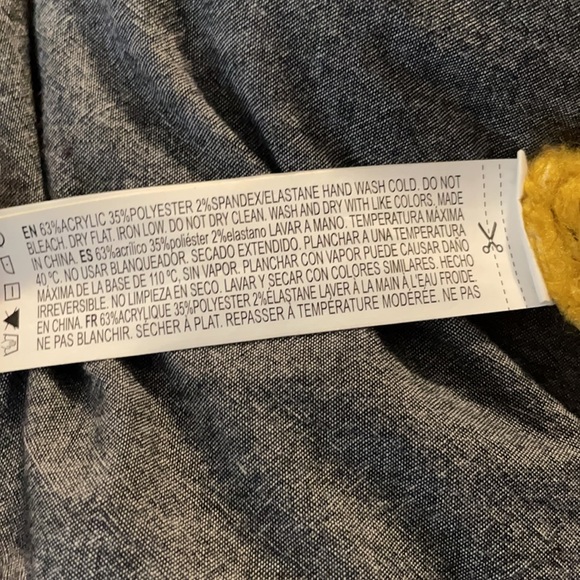 EN 63%ACRYLIC 35%POLYESTER 2%SPANDEX/ELASTANE HAND WASH COLD. DO NOT
BLEACH. DRY FLAT. IRON LOW. DO NOT DRY CLEAN. WASH AND DRY WITH LIKE COLORS, MADE
IN CHINA. ES 63%acrílico 35%poliéster 2%elastano LAVAR A MANO. TEMPERATURA MÁXIMA
40 ºC. NO USAR BLANQUEADOR. SECADO EXTENDIDO. PLANCHAR A UNA TEMPERATURA
MÁXIMA DE LA BASE DE 110 ºC, SIN VAPOR. PLANCHAR CON VAPOR PUEDE CAUSAR DAÑO
IRREVERSIBLE. NO LIMPIEZA EN SECO. LAVAR Y SECAR CON COLORES SIMILARES. HECHO
EN CHINA. FR 63%ACRYLIQUE 35%POLYESTER 2%ÉLASTANE LAVER À LA MAIN À L'EAU FROIDE.
NE PAS BLANCHIR. SÉCHER À PLAT. REPASSER À TEMPÉRATURE MODÉRÉE. NE PAS